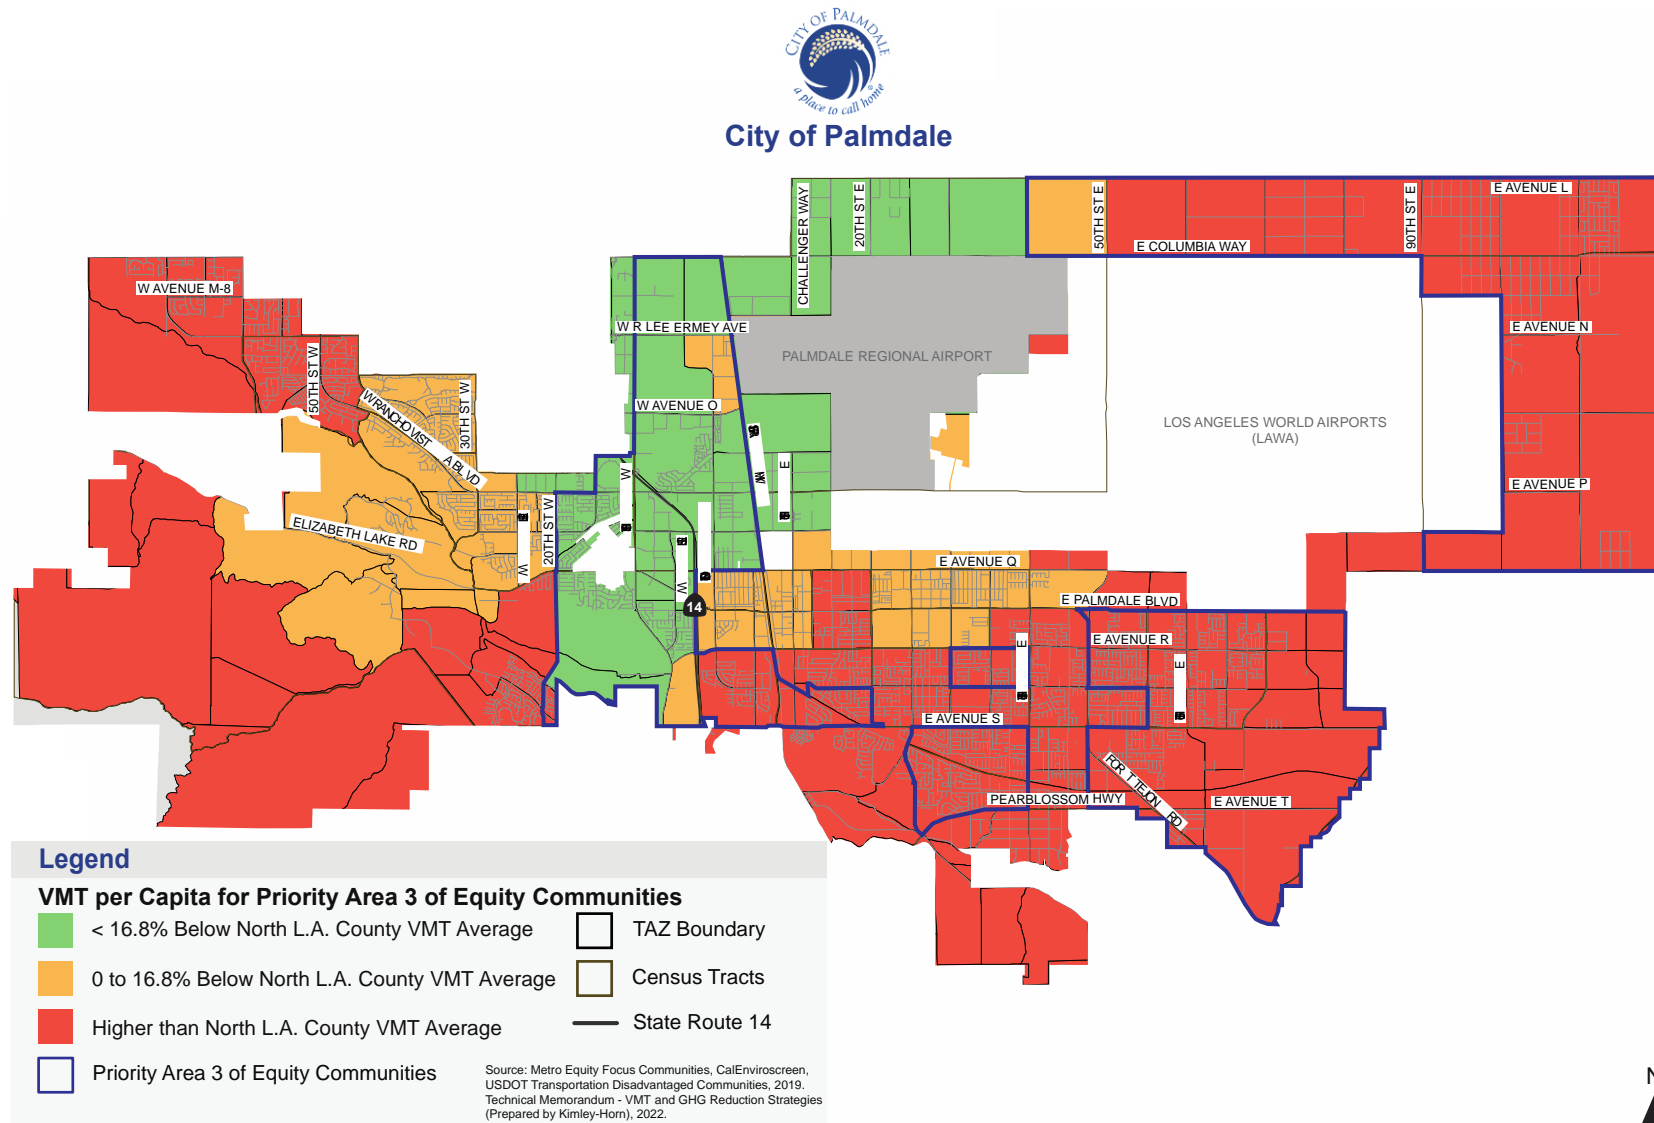 CITY OF PALMDALE
a place to call home
City of Palmdale
CHALLENGER WAY
20TH ST E
50TH ST E
90TH ST E
E AVENUE L
E COLUMBIA WAY
W AVENUE M-8
W R LEE ERMEY AVE
E AVENUE N
PALMDALE REGIONAL AIRPORT
50TH ST W
W RANCHO VISTA BLVD
30TH ST W
W AVENUE O
LOS ANGELES WORLD AIRPORTS
(LAWA)
E
W
E AVENUE P
ELIZABETH LAKE RD
20TH ST W
W
W
E AVENUE Q
14
E PALMDALE BLVD
E AVENUE R
E
E
E AVENUE S
FORT TEJON RD
PEARBLOSSOM HWY
E AVENUE T
Legend
VMT per Capita for Priority Area 3 of Equity Communities
< 16.8% Below North L.A. County VMT Average
TAZ Boundary
0 to 16.8% Below North L.A. County VMT Average
Census Tracts
Higher than North L.A. County VMT Average
State Route 14
Priority Area 3 of Equity Communities
Source: Metro Equity Focus Communities, CalEnviroscreen,
USDOT Transportation Disadvantaged Communities, 2019.
Technical Memorandum - VMT and GHG Reduction Strategies
(Prepared by Kimley-Horn), 2022.
N